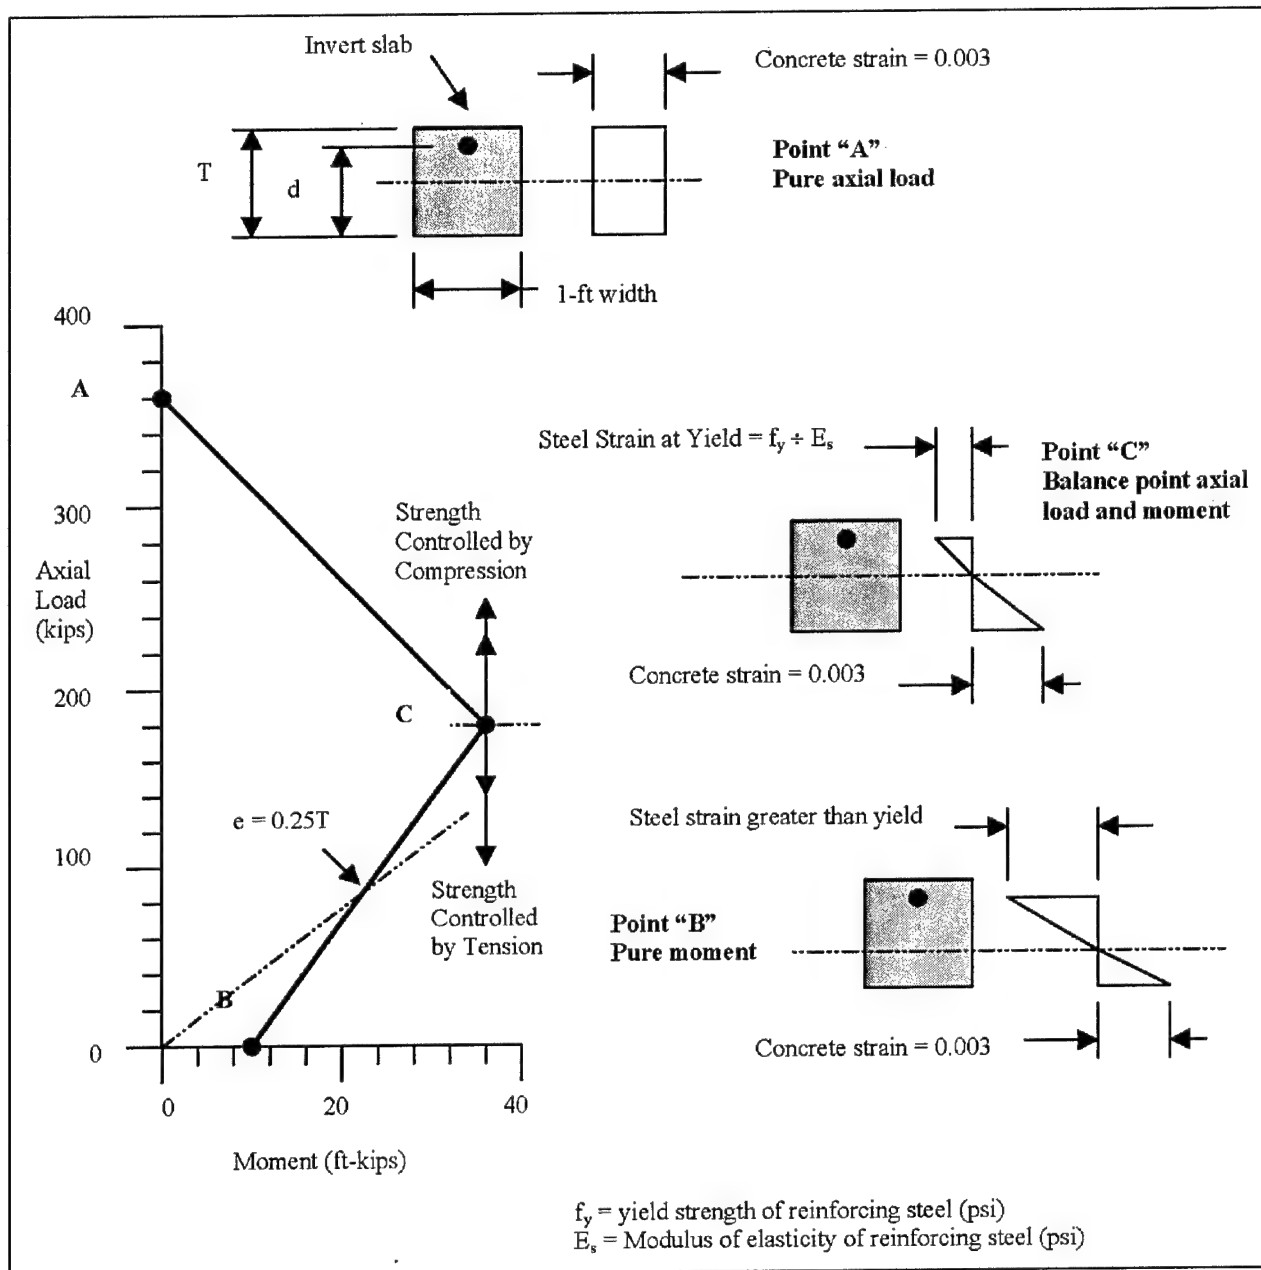 Invert slab
Concrete strain = 0.003
T
d
Point “A”
Pure axial load
1-ft width
400
A
300
Axial
Load
(kips)
200
100
0
Strength
Controlled by
Compression
C
e = 0.25T
B
Strength
Controlled
by Tension
0
20
40
Moment (ft-kips)
Steel Strain at Yield = fy ÷ Es
Point “C”
Balance point axial
load and moment
Concrete strain = 0.003
Steel strain greater than yield
Point “B”
Pure moment
Concrete strain = 0.003
fy = yield strength of reinforcing steel (psi)
Es = Modulus of elasticity of reinforcing steel (psi)